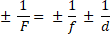 ± 1/F = ± 1/f ± 1/d